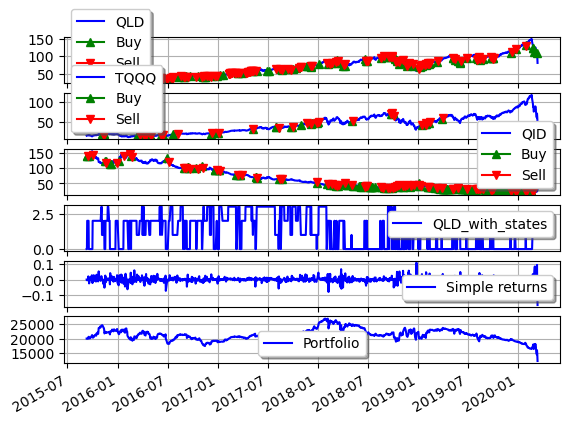 QLD
Buy
Sell
150
100
50
TQQQ
Buy
Sell
100
50
QID
Buy
Sell
150
100
50
QLD_with_states
2.5
0.0
Simple returns
0.1
0.0
−0.1
Portfolio
25000
20000
15000
2015-07
2016-01
2016-07
2017-01
2017-07
2018-01
2018-07
2019-01
2019-07
2020-01